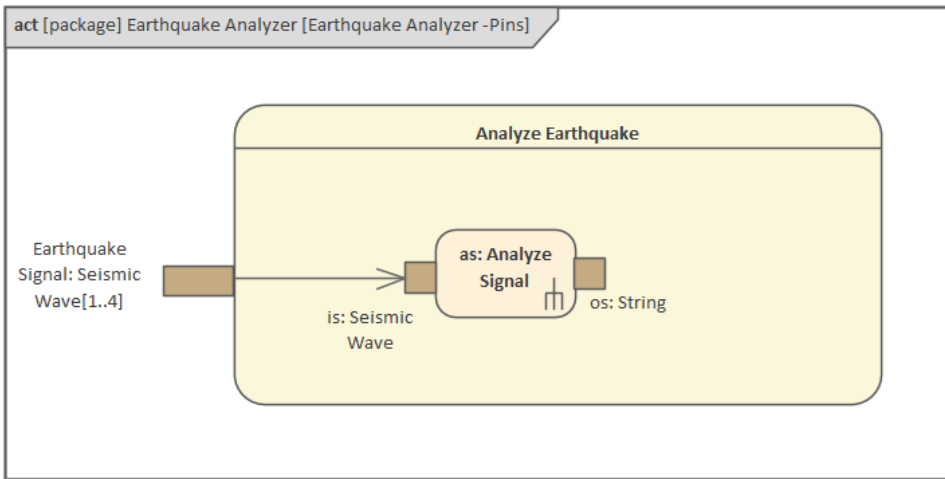 act [package] Earthquake Analyzer [Earthquake Analyzer -Pins]
Analyze Earthquake
Earthquake
Signal: Seismic
Wave[1..4]
as: Analyze
Signal
is: Seismic
Wave
os: String